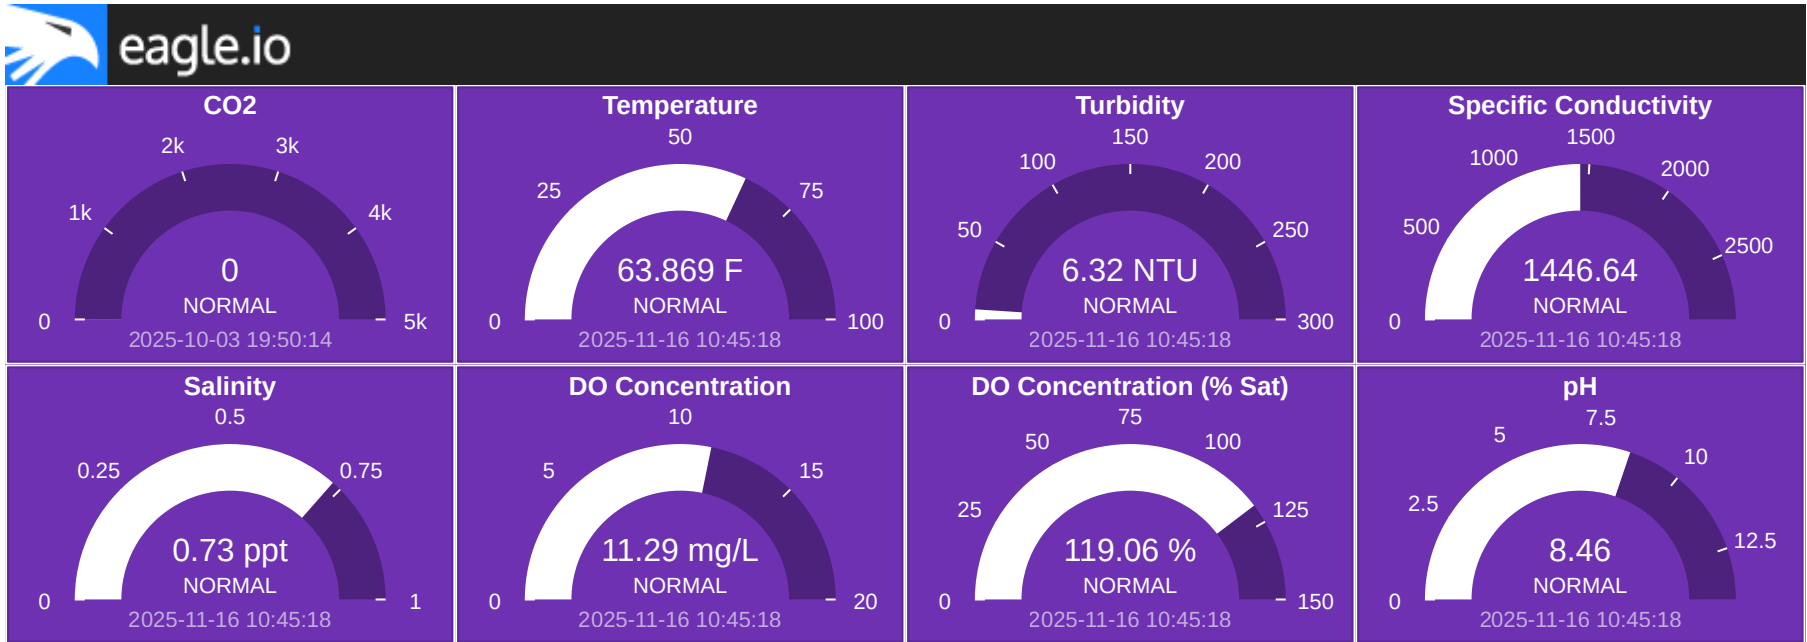 eagle.io
CO2
2k
3k
1k
4k
0
NORMAL
0
5k
2025-10-03 19:50:14
Temperature
50
25
75
63.869 F
NORMAL
0
100
2025-11-16 10:45:18
Turbidity
150
100
200
50
250
6.32 NTU
NORMAL
0
300
2025-11-16 10:45:18
Specific Conductivity
1500
1000
2000
500
2500
1446.64
NORMAL
0
2025-11-16 10:45:18
Salinity
0.5
0.25
0.75
0.73 ppt
NORMAL
0
1
2025-11-16 10:45:18
DO Concentration
10
5
15
11.29 mg/L
NORMAL
0
20
2025-11-16 10:45:18
DO Concentration (% Sat)
75
50
100
25
125
119.06 %
NORMAL
0
150
2025-11-16 10:45:18
pH
7.5
5
10
2.5
12.5
8.46
NORMAL
0
2025-11-16 10:45:18